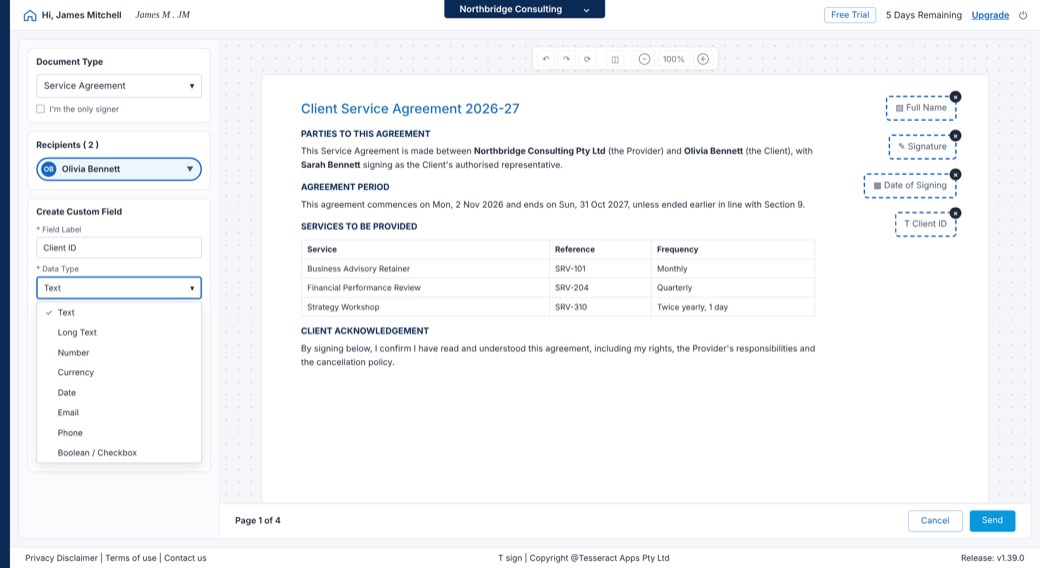 Northbridge Consulting
Hi, James Mitchell
James M . JM
Free Trial
5 Days Remaining
Upgrade
Document Type
Service Agreement
I'm the only signer
Recipients ( 2 )
OB Olivia Bennett
Create Custom Field
* Field Label
Client ID
* Data Type
Text
Text
Long Text
Number
Currency
Date
Email
Phone
Boolean / Checkbox
100%
Client Service Agreement 2026-27
PARTIES TO THIS AGREEMENT
This Service Agreement is made between Northbridge Consulting Pty Ltd (the Provider) and Olivia Bennett (the Client), with
Sarah Bennett signing as the Client's authorised representative.
AGREEMENT PERIOD
This agreement commences on Mon, 2 Nov 2026 and ends on Sun, 31 Oct 2027, unless ended earlier in line with Section 9.
SERVICES TO BE PROVIDED
Service Reference Frequency
Business Advisory Retainer SRV-101 Monthly
Financial Performance Review SRV-204 Quarterly
Strategy Workshop SRV-310 Twice yearly, 1 day
CLIENT ACKNOWLEDGEMENT
By signing below, I confirm I have read and understood this agreement, including my rights, the Provider's responsibilities and
the cancellation policy.
Full Name
Signature
Date of Signing
T Client ID
Page 1 of 4
Cancel
Send
Privacy Disclaimer | Terms of use | Contact us
T sign | Copyright @Tesseract Apps Pty Ltd
Release: v1.39.0